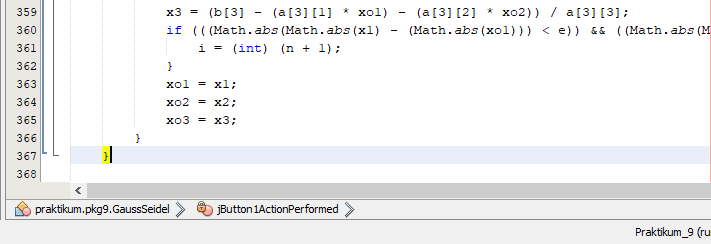 359 x3 = (b[3] - (a[3][1] * xo1) - (a[3][2] * xo2)) / a[3][3];
360 if (((Math.abs(Math.abs(x1) - (Math.abs(xo1))) < e)) && ((Math.abs(M
361 i = (int) (n + 1);
362 }
363 xo1 = x1;
364 xo2 = x2;
365 xo3 = x3;
366 }
367 }
368
praktikum.pkg9.GaussSeidel jButton1ActionPerformed
Praktikum_9 (ru